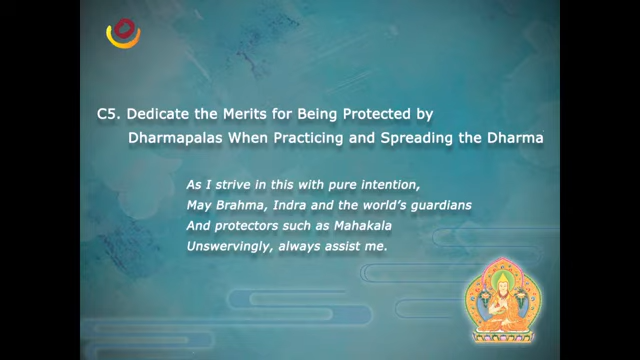 C5. Dedicate the Merits for Being Protected by
Dharmapalas When Practicing and Spreading the Dharma
As I strive in this with pure intention,
May Brahma, Indra and the world's guardians
And protectors such as Mahakala
Unswervingly, always assist me.